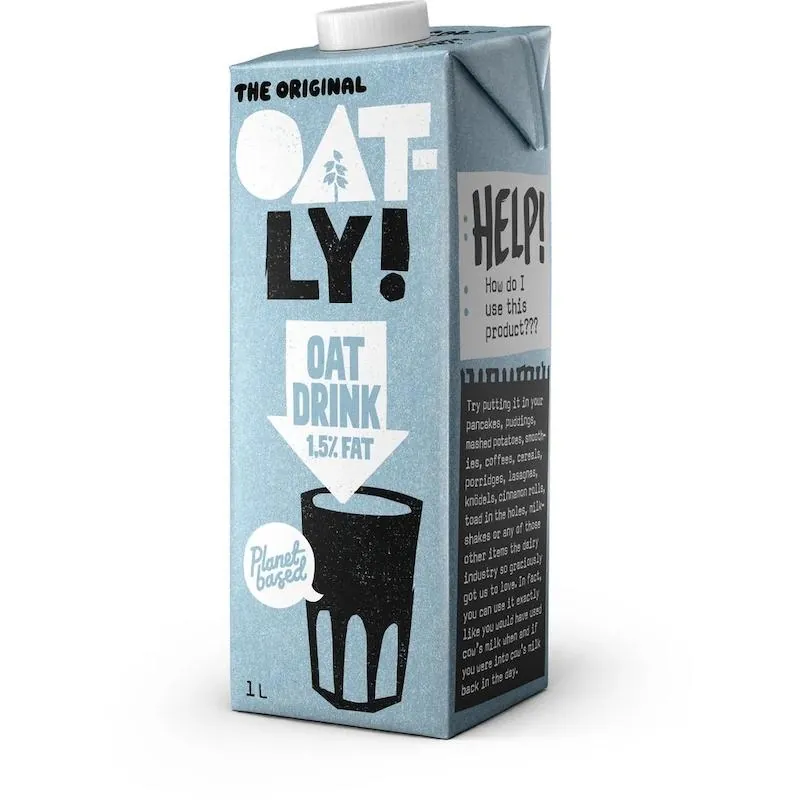 THE ORIGINAL
OAT-
LY!
OAT
DRINK
1,5% FAT
Planet
based
1 L
HELP!
How do I
use this
product???
Try putting it in your
pancakes, puddings,
mashed potatoes, smooth-
ies, coffees, cereals,
porridges, lasagnas,
knödels, cinnamon rolls,
toad in the holes, milk-
shakes or any of those
other items the dairy
industry so graciously
got us to love. In fact,
you can use it exactly
like you would have used
cow's milk when and if
you were into cow's milk
back in the day.